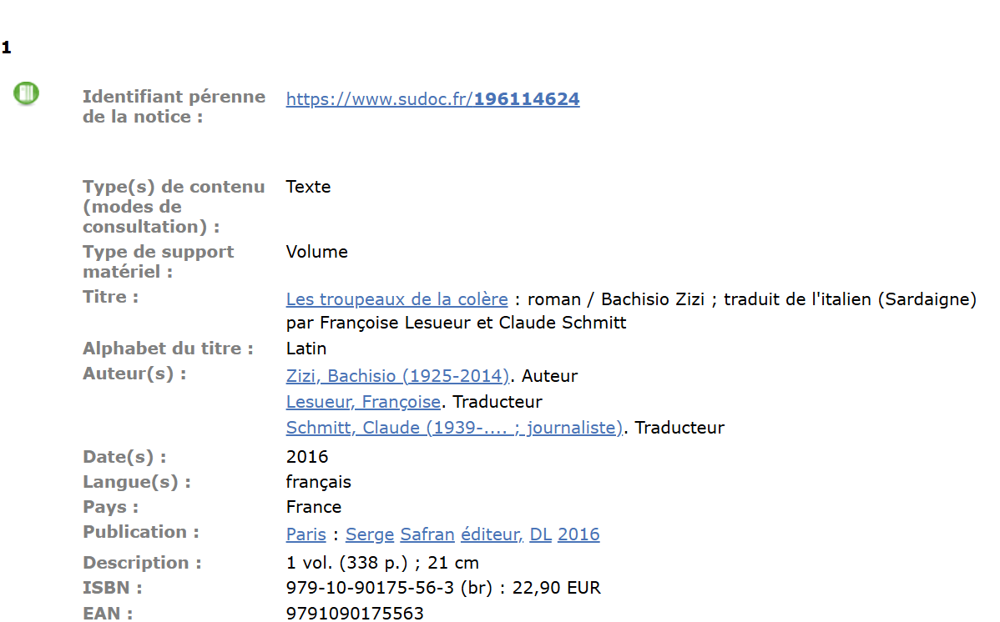 1
Identifiant pérenne
de la notice :
https://www.sudoc.fr/196114624
Type(s) de contenu
(modes de
consultation) :
Texte
Type de support
matériel :
Volume
Titre :
Les troupeaux de la colère : roman / Bachisio Zizi ; traduit de l'italien (Sardaigne)
par Françoise Lesueur et Claude Schmitt
Alphabet du titre :
Latin
Auteur(s) :
Zizi, Bachisio (1925-2014). Auteur
Lesueur, Françoise. Traducteur
Schmitt, Claude (1939-.... ; journaliste). Traducteur
Date(s) :
2016
Langue(s) :
français
Pays :
France
Publication :
Paris : Serge Safran éditeur, DL 2016
Description :
1 vol. (338 p.) ; 21 cm
ISBN :
979-10-90175-56-3 (br) : 22,90 EUR
EAN :
9791090175563